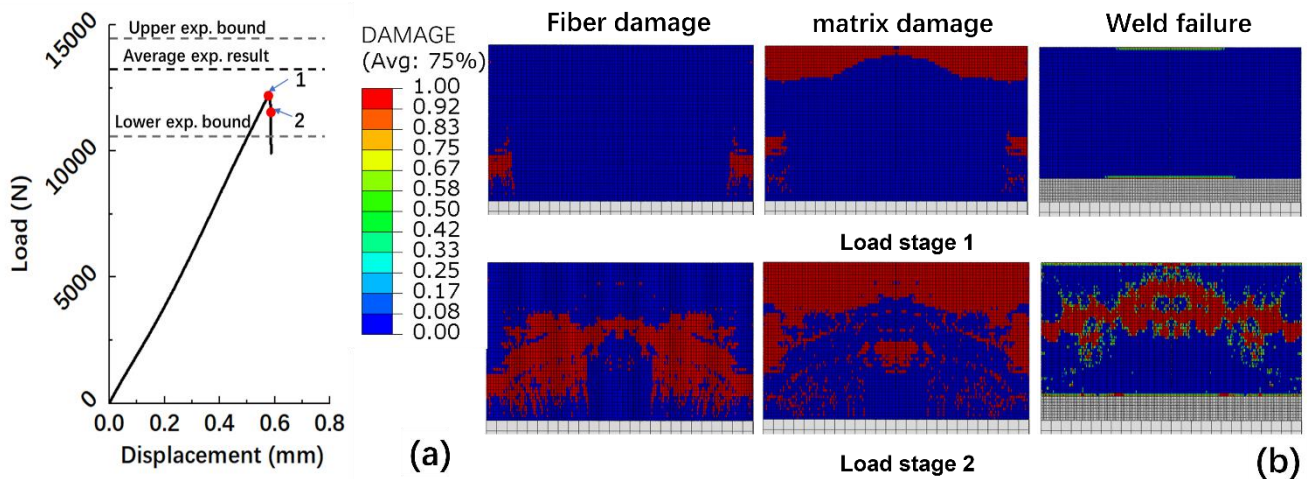 Upper exp. bound
Average exp. result
Lower exp. bound
1
2
15000
10000
5000
0
Load (N)
0.0 0.2 0.4 0.6 0.8
Displacement (mm)
(a)
DAMAGE
(Avg: 75%)
1.00
0.92
0.83
0.75
0.67
0.58
0.50
0.42
0.33
0.25
0.17
0.08
0.00
Fiber damage matrix damage Weld failure
Load stage 1
Load stage 2
(b)